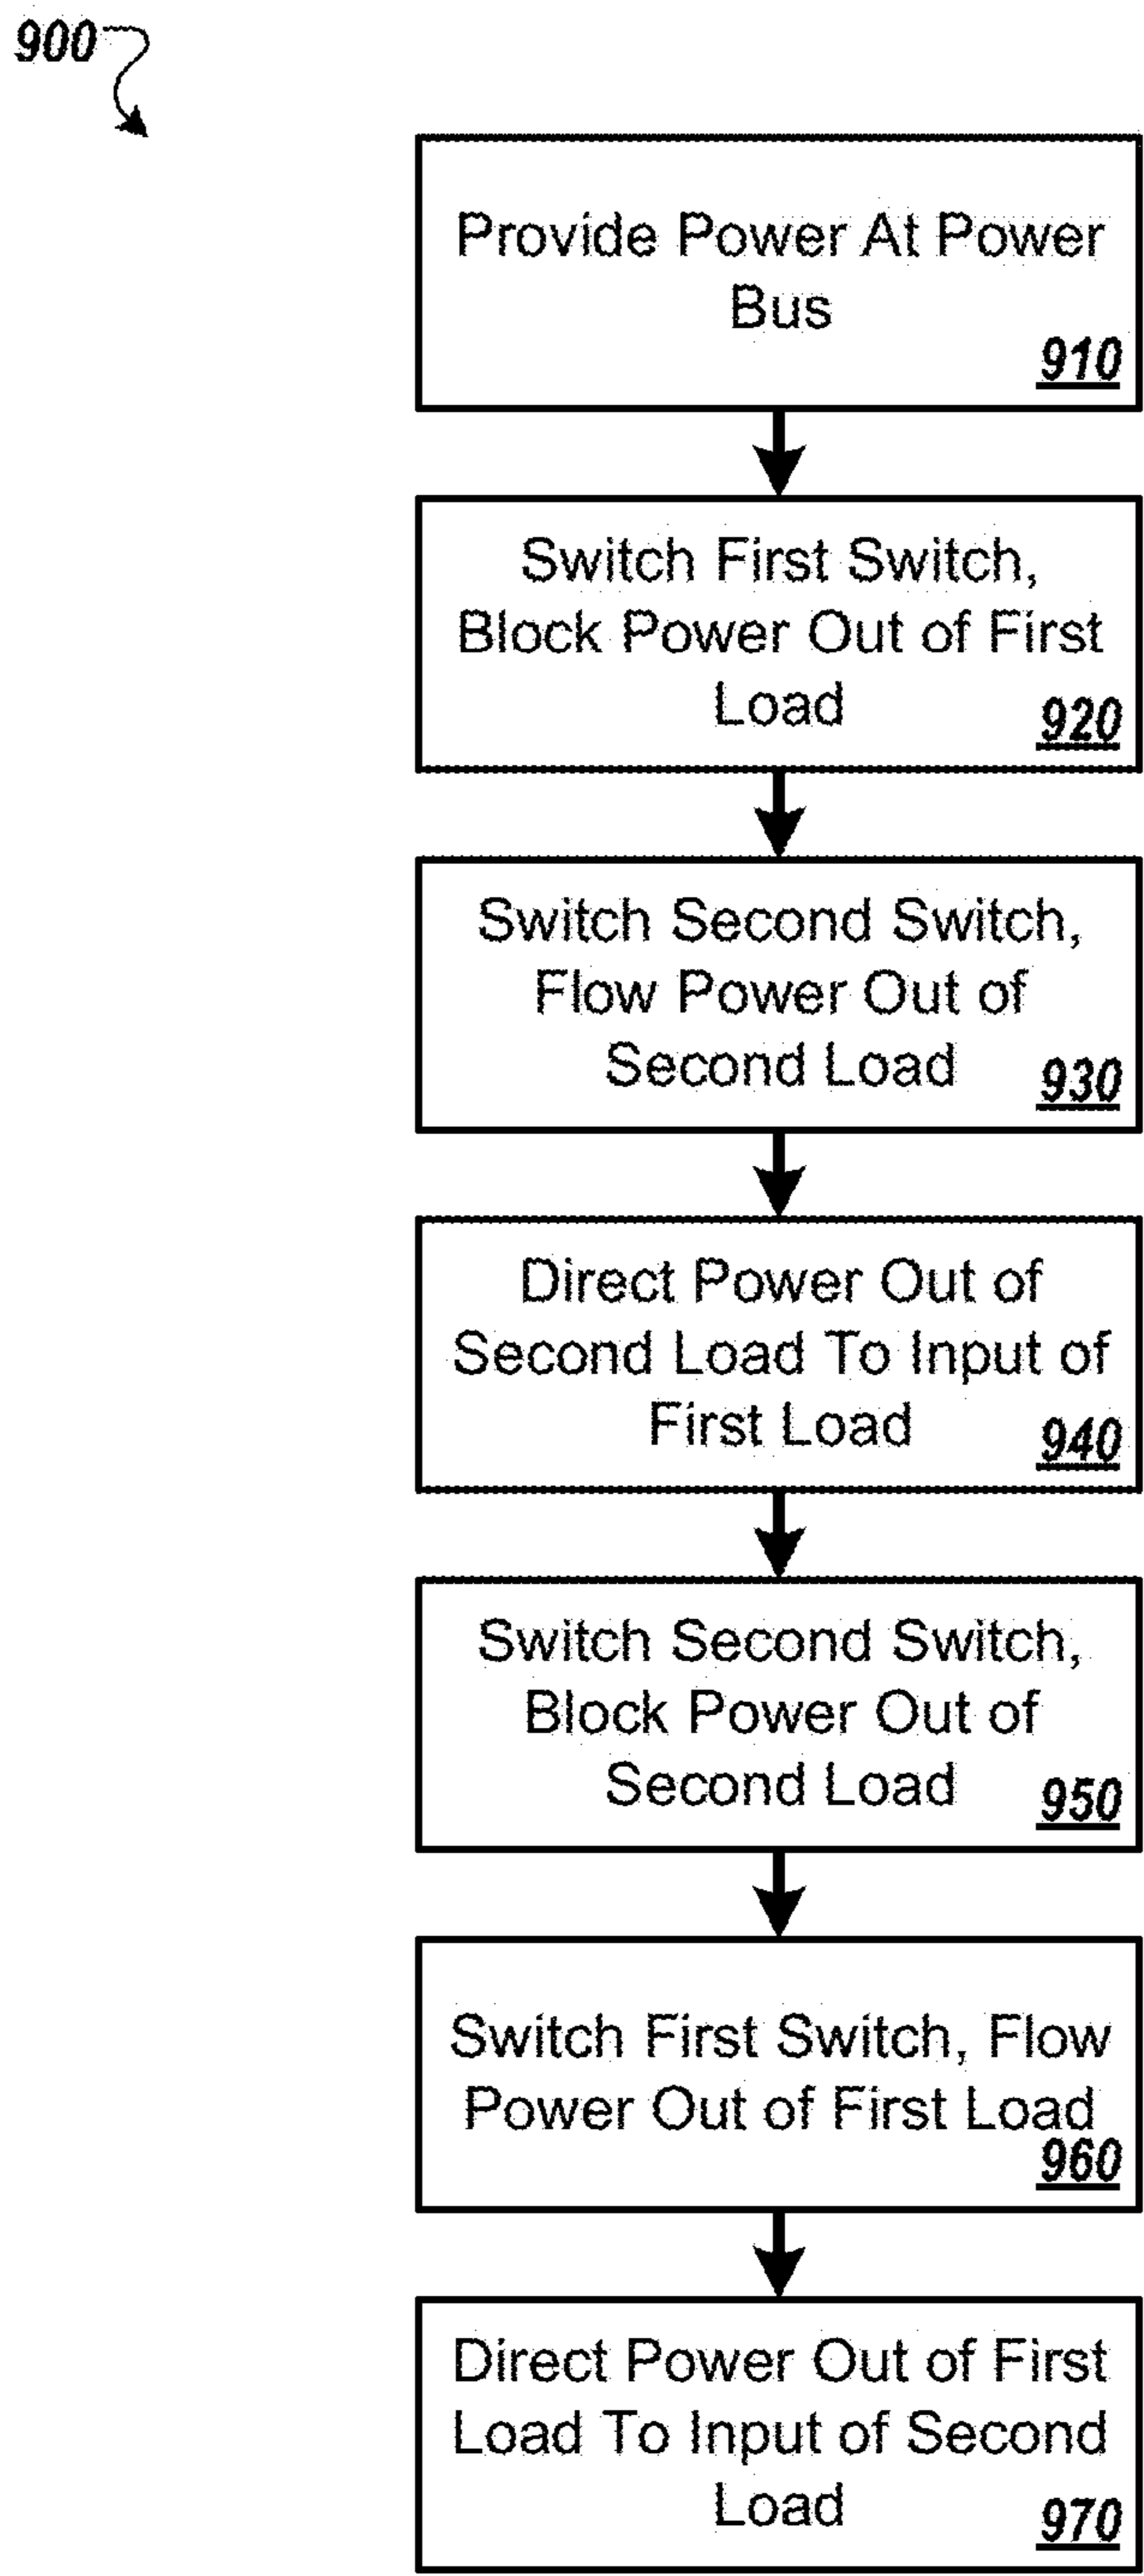 900
Provide Power At Power
Bus
910
Switch First Switch,
Block Power Out of First
Load
920
Switch Second Switch,
Flow Power Out of
Second Load
930
Direct Power Out of
Second Load To Input of
First Load
940
Switch Second Switch,
Block Power Out of
Second Load
950
Switch First Switch, Flow
Power Out of First Load
960
Direct Power Out of First
Load To Input of Second
Load
970